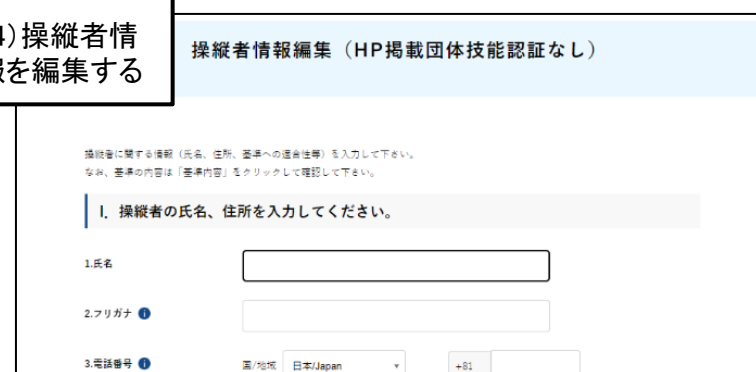 4)操縦者情
報を編集する
操縦者情報編集（HP掲載団体技能認証なし）
操縦者に関する情報（氏名、住所、基準への適合性等）を入力して下さい。
なお、基準の内容は「基準内容」をクリックして確認して下さい。
Ⅰ. 操縦者の氏名、住所を入力してください。
1.氏名
2.フリガナ
3.電話番号 国/地域 日本/Japan +81